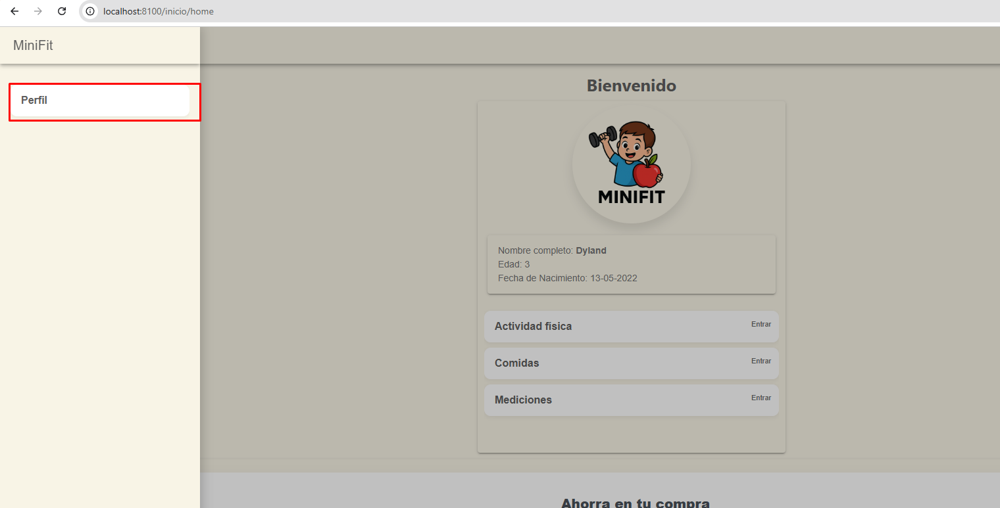 localhost:8100/inicio/home
MiniFit
Perfil
Bienvenido
MINIFIT
Nombre completo: Dyland
Edad: 3
Fecha de Nacimiento: 13-05-2022
Actividad física Entrar
Comidas Entrar
Mediciones Entrar
Ahorra en tu compra